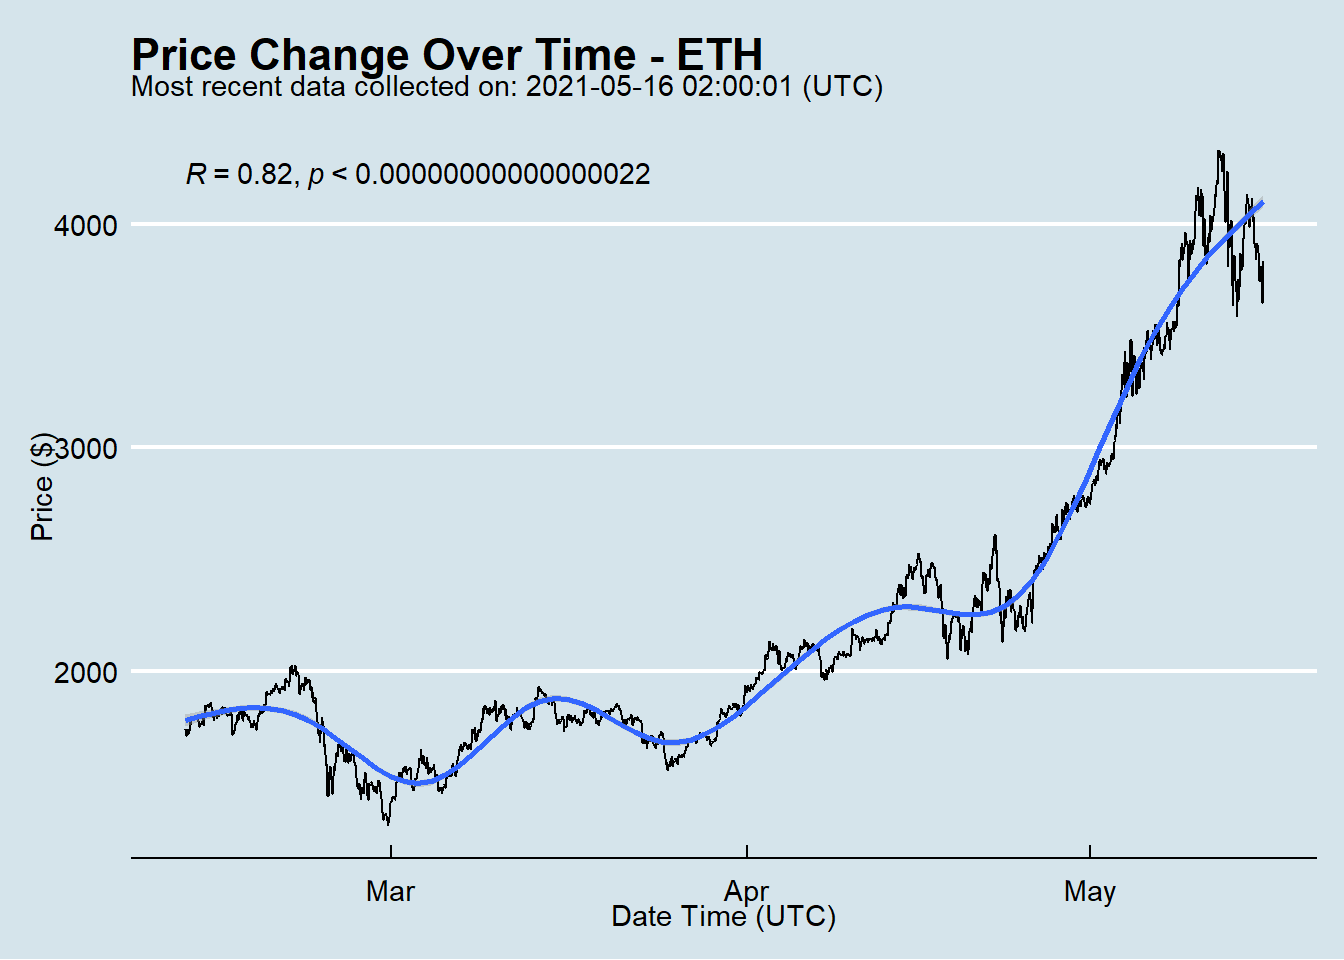 Price Change Over Time - ETH
Most recent data collected on: 2021-05-16 02:00:01 (UTC)
R = 0.82, p < 0.00000000000000022
4000
3000
2000
Price ($)
Mar
Apr
May
Date Time (UTC)